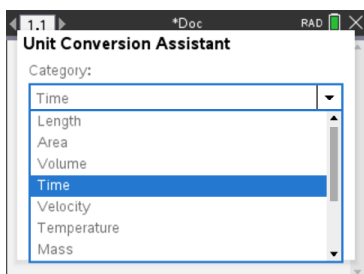 1.1 *Doc RAD
Unit Conversion Assistant
Category:
Time
Length
Area
Volume
Time
Velocity
Temperature
Mass